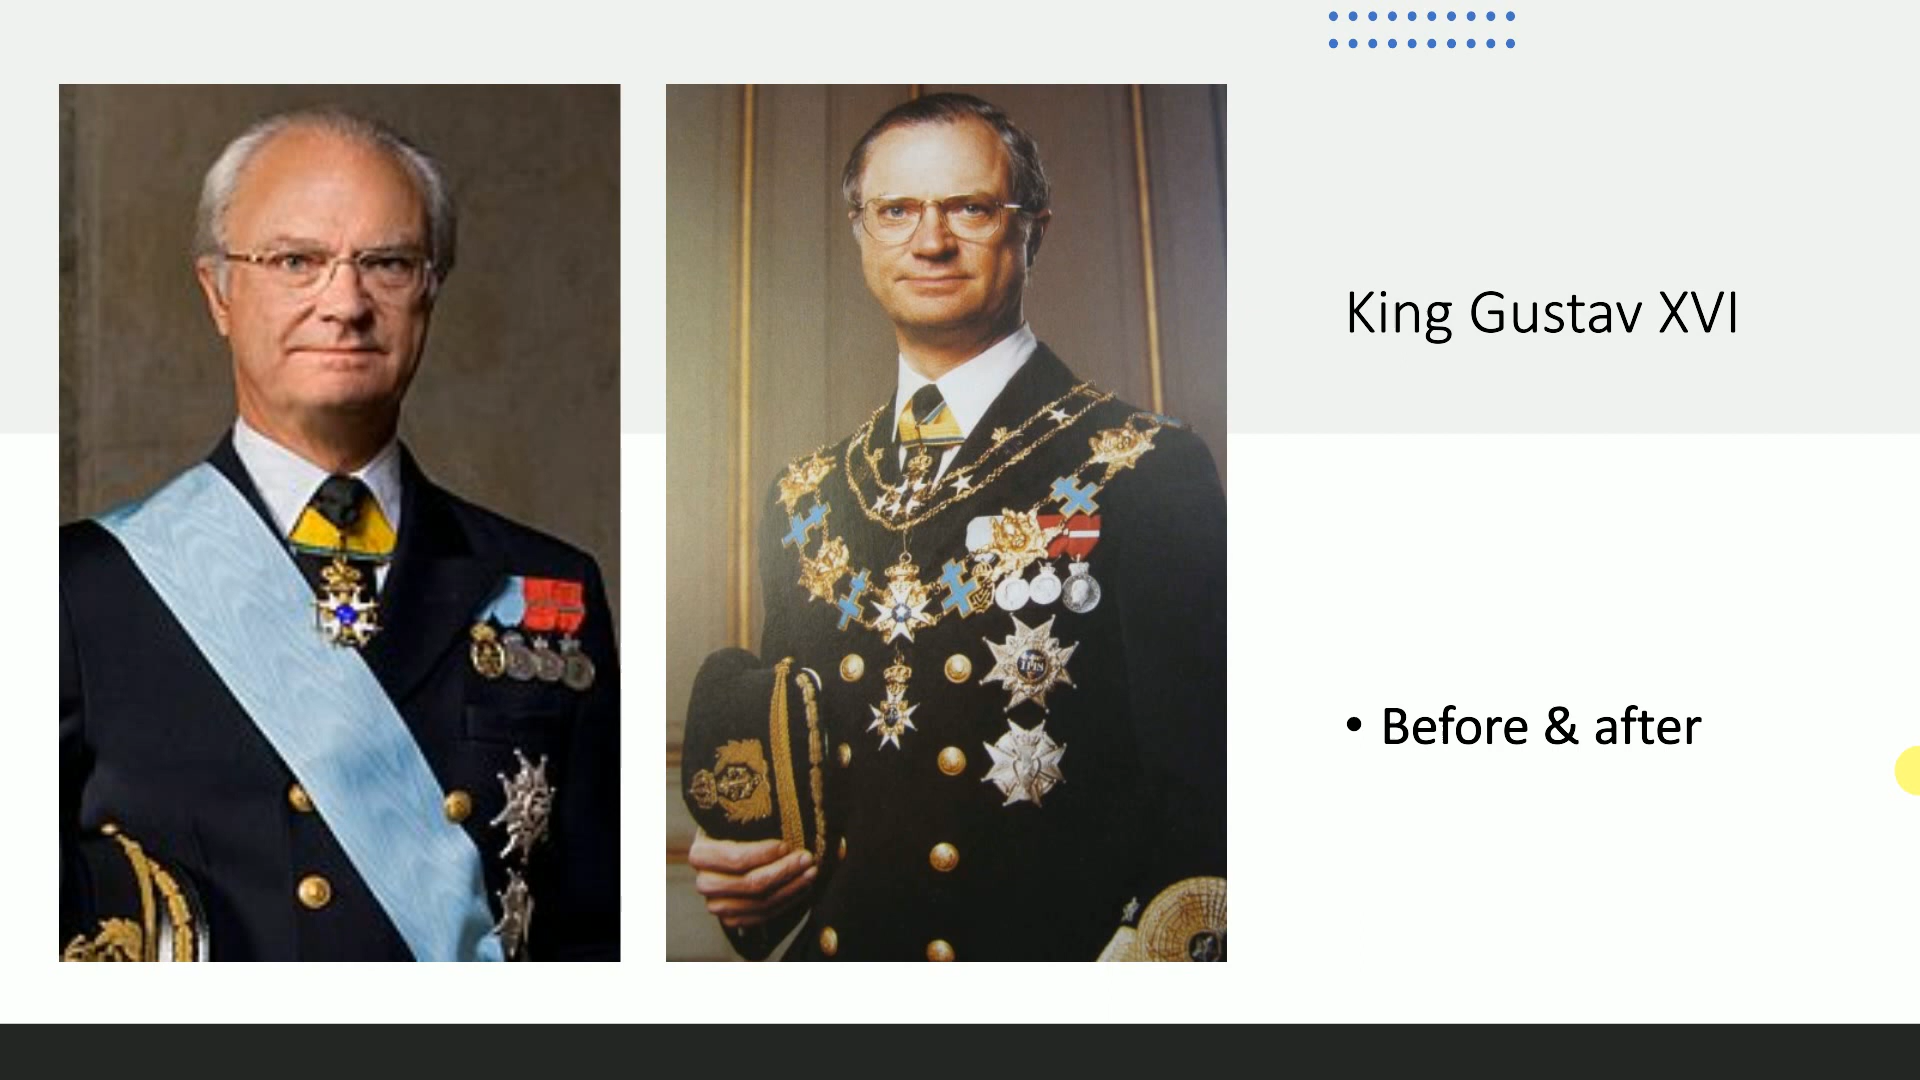 King Gustav XVI
• Before & after